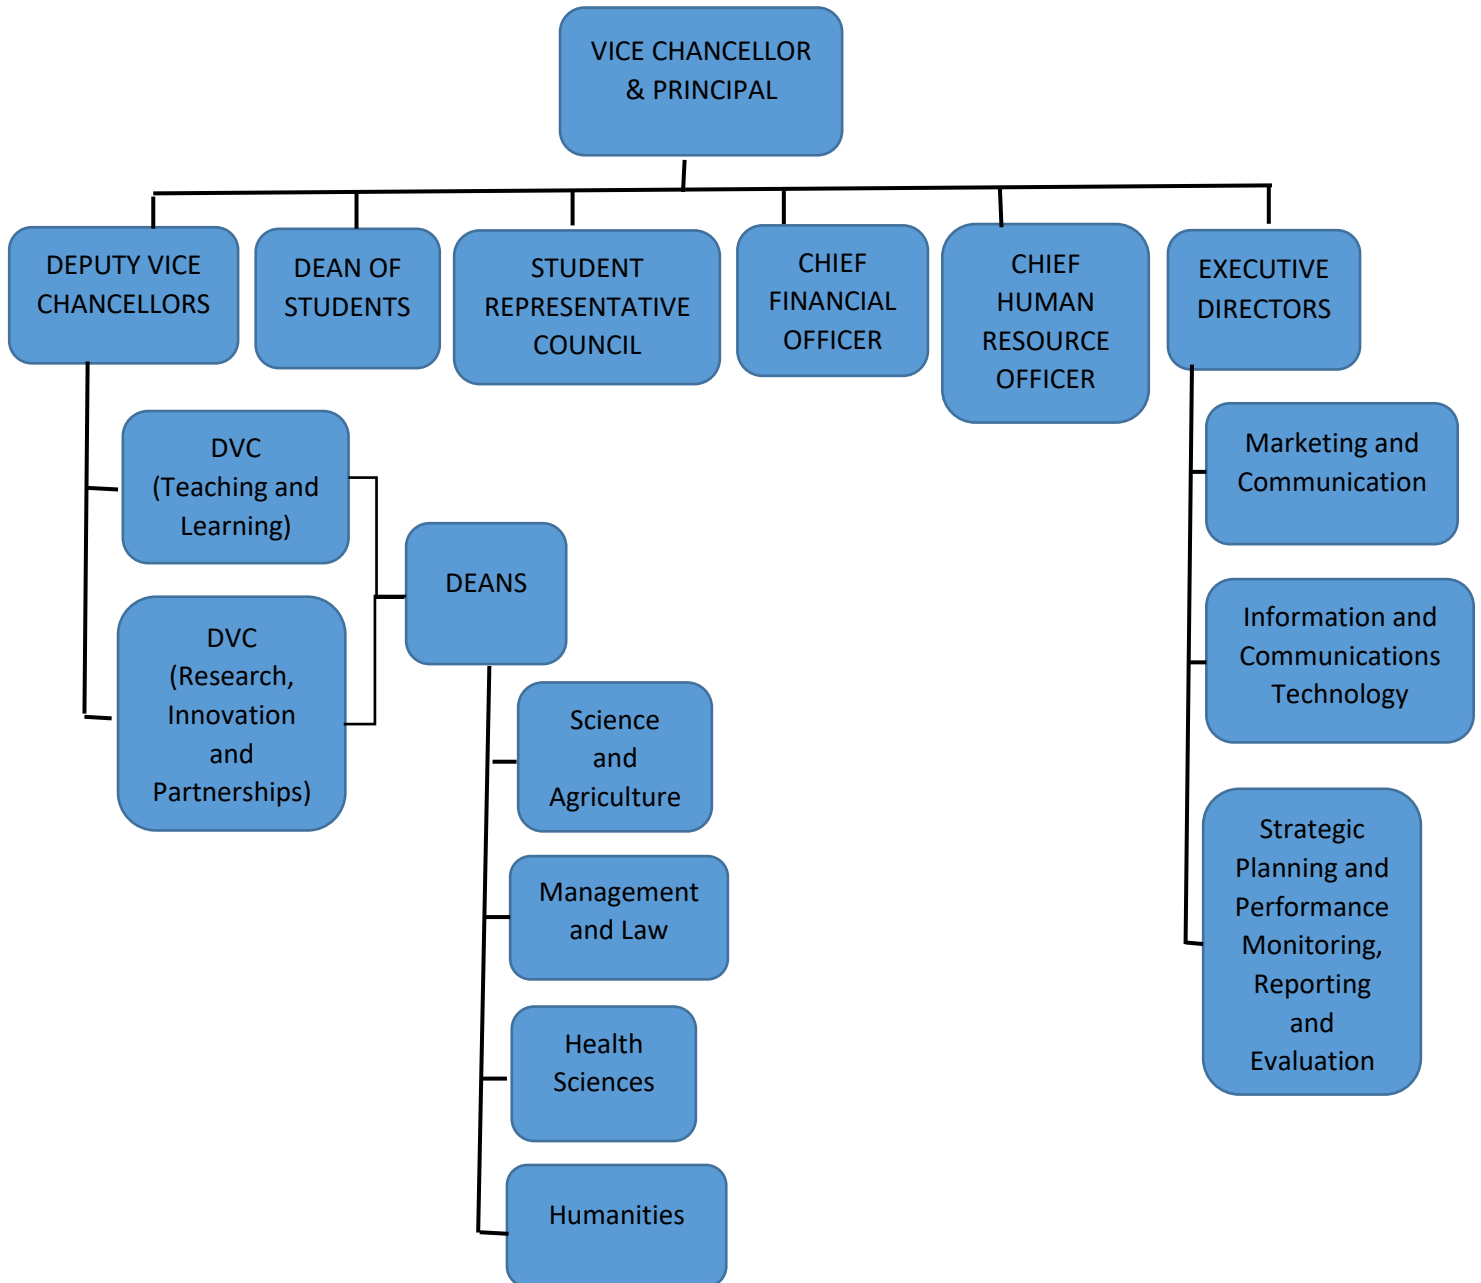 VICE CHANCELLOR
& PRINCIPAL
DEPUTY VICE
CHANCELLORS
DEAN OF
STUDENTS
STUDENT
REPRESENTATIVE
COUNCIL
CHIEF
FINANCIAL
OFFICER
CHIEF
HUMAN
RESOURCE
OFFICER
EXECUTIVE
DIRECTORS
DVC
(Teaching and
Learning)
DVC
(Research,
Innovation
and
Partnerships)
DEANS
Science
and
Agriculture
Management
and Law
Health
Sciences
Humanities
Marketing and
Communication
Information and
Communications
Technology
Strategic
Planning and
Performance
Monitoring,
Reporting
and
Evaluation